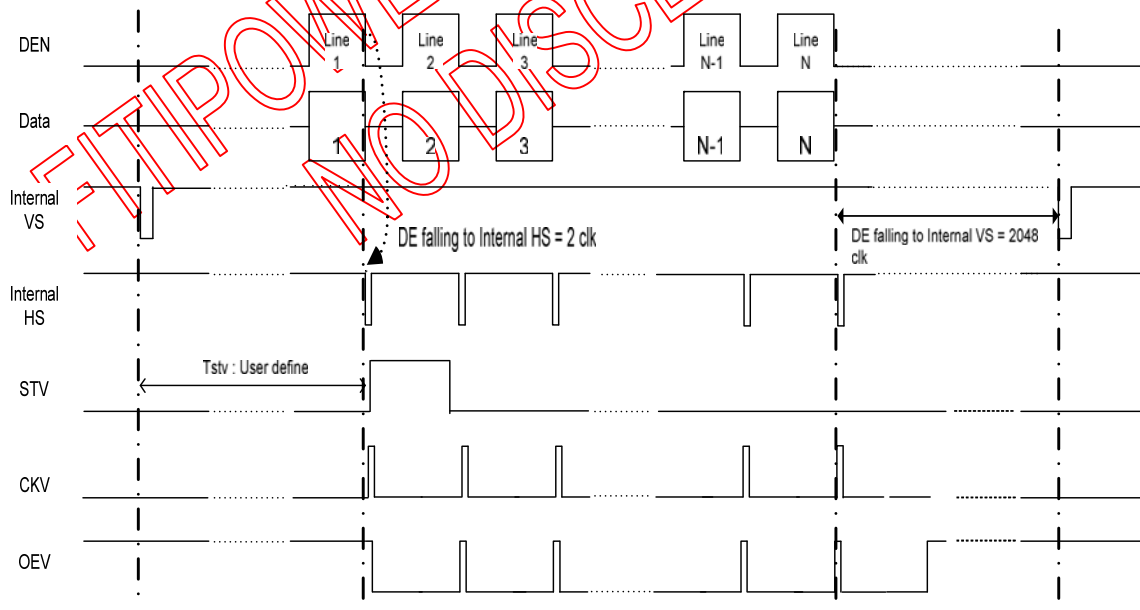 DEN
Line
1
Line
2
Line
3
Line
N-1
Line
N
Data
1
2
3
N-1
N
Internal
VS
DE falling to Internal HS = 2 clk
DE falling to Internal VS = 2048
clk
Internal
HS
Tstv : User define
STV
CKV
OEV